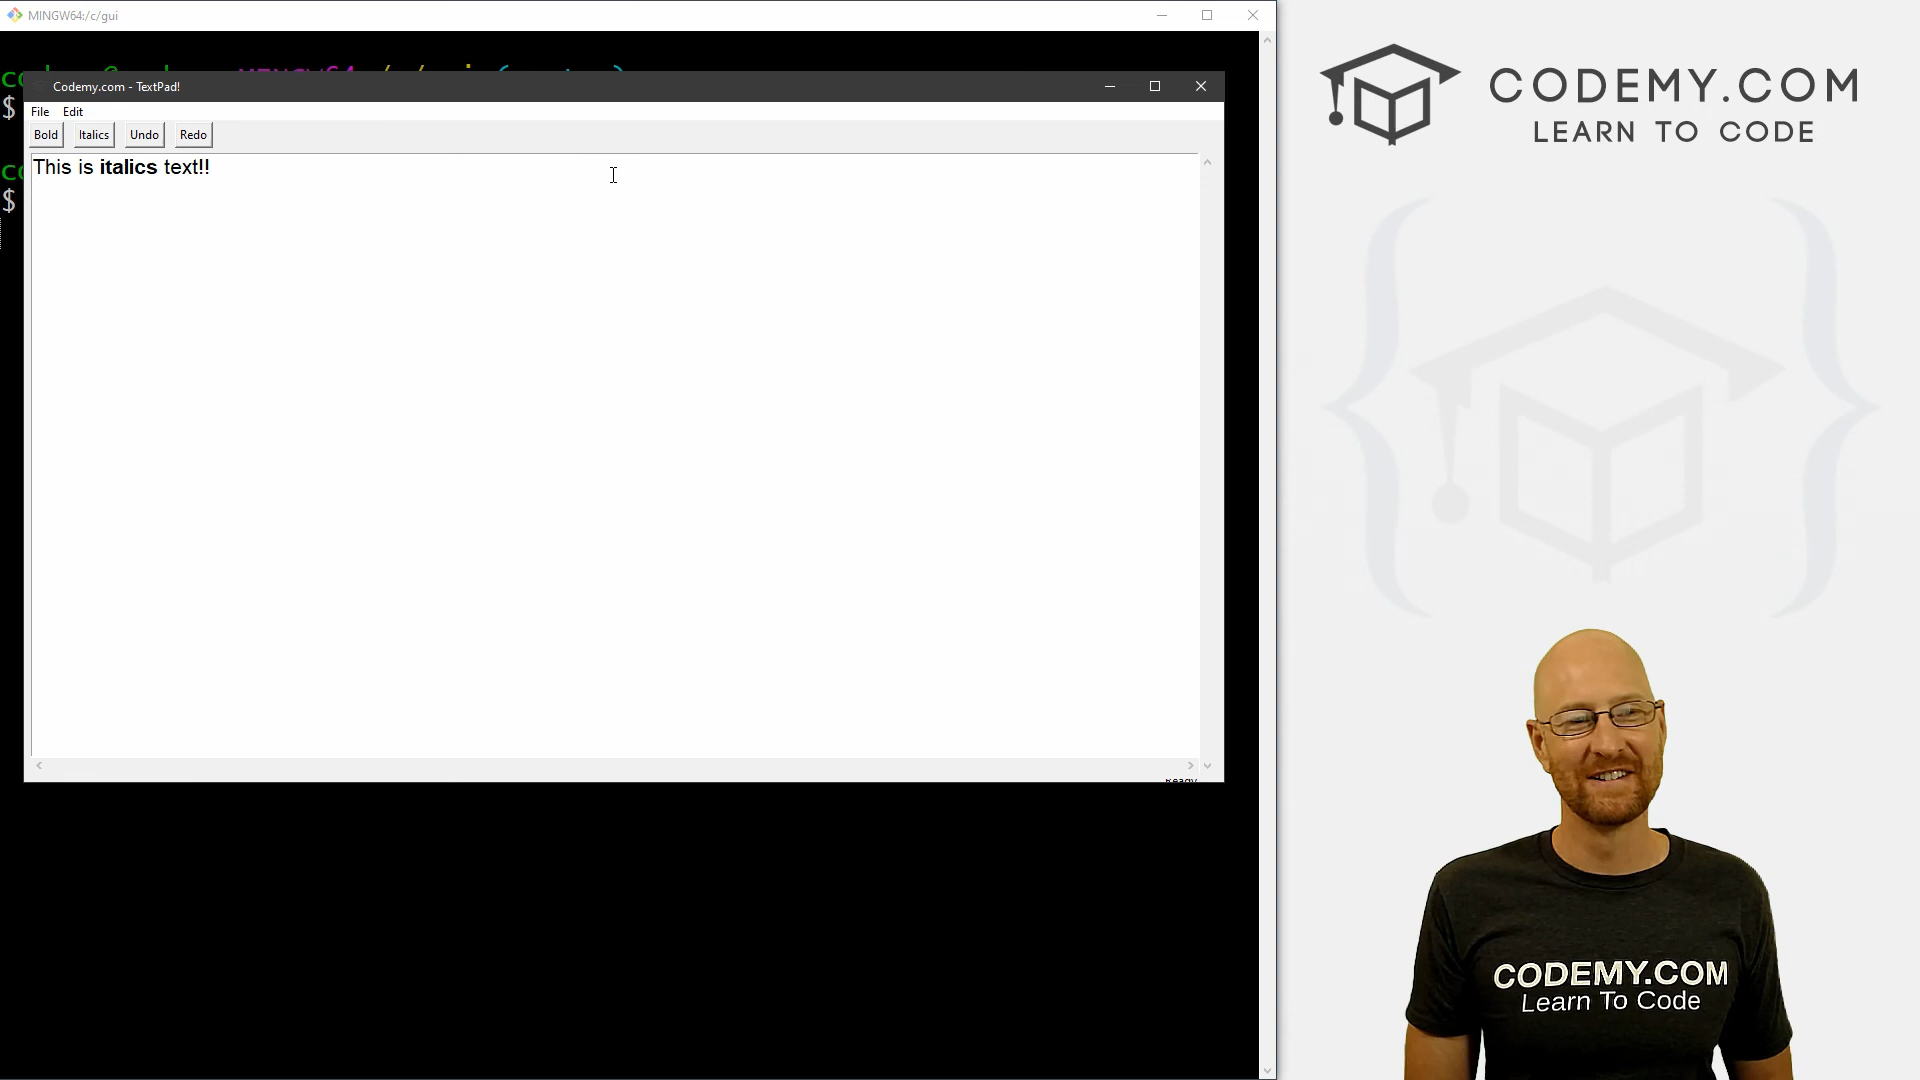 MINGW64:/c/gui
$
Codemy.com - TextPad!
File Edit
Bold Italics Undo Redo
This is italics text!!
$
Ready
CODEMY.COM
LEARN TO CODE
CODEMY.COM
Learn To Code